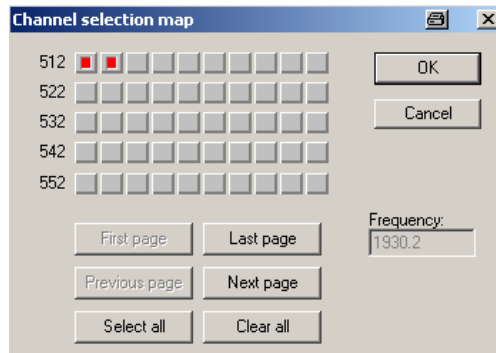 Channel selection map
512
OK
522
532
Cancel
542
552
Frequency:
First page
Last page
1930.2
Previous page
Next page
Select all
Clear all